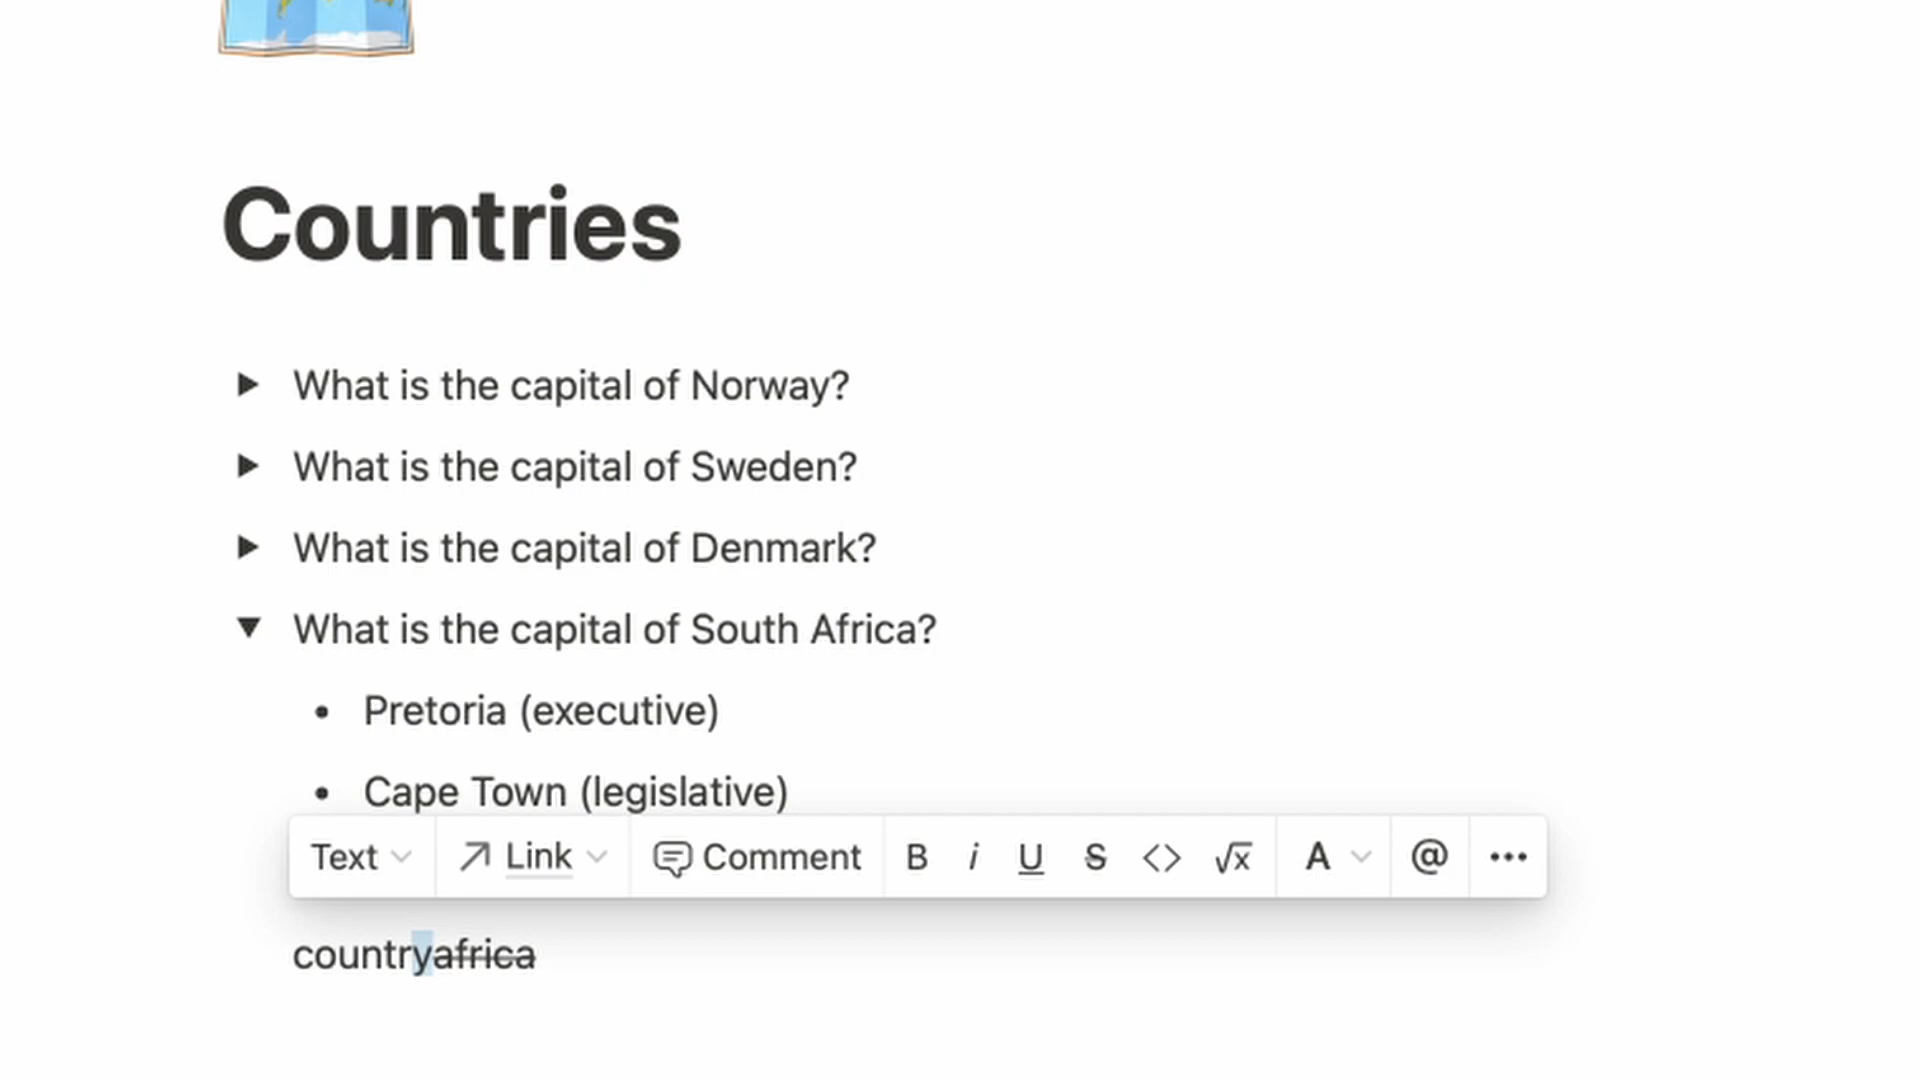 Countries
What is the capital of Norway?
What is the capital of Sweden?
What is the capital of Denmark?
What is the capital of South Africa?
• Pretoria (executive)
• Cape Town (legislative)
Text Link Comment B i U S <> √x A @ •••
countryafrica